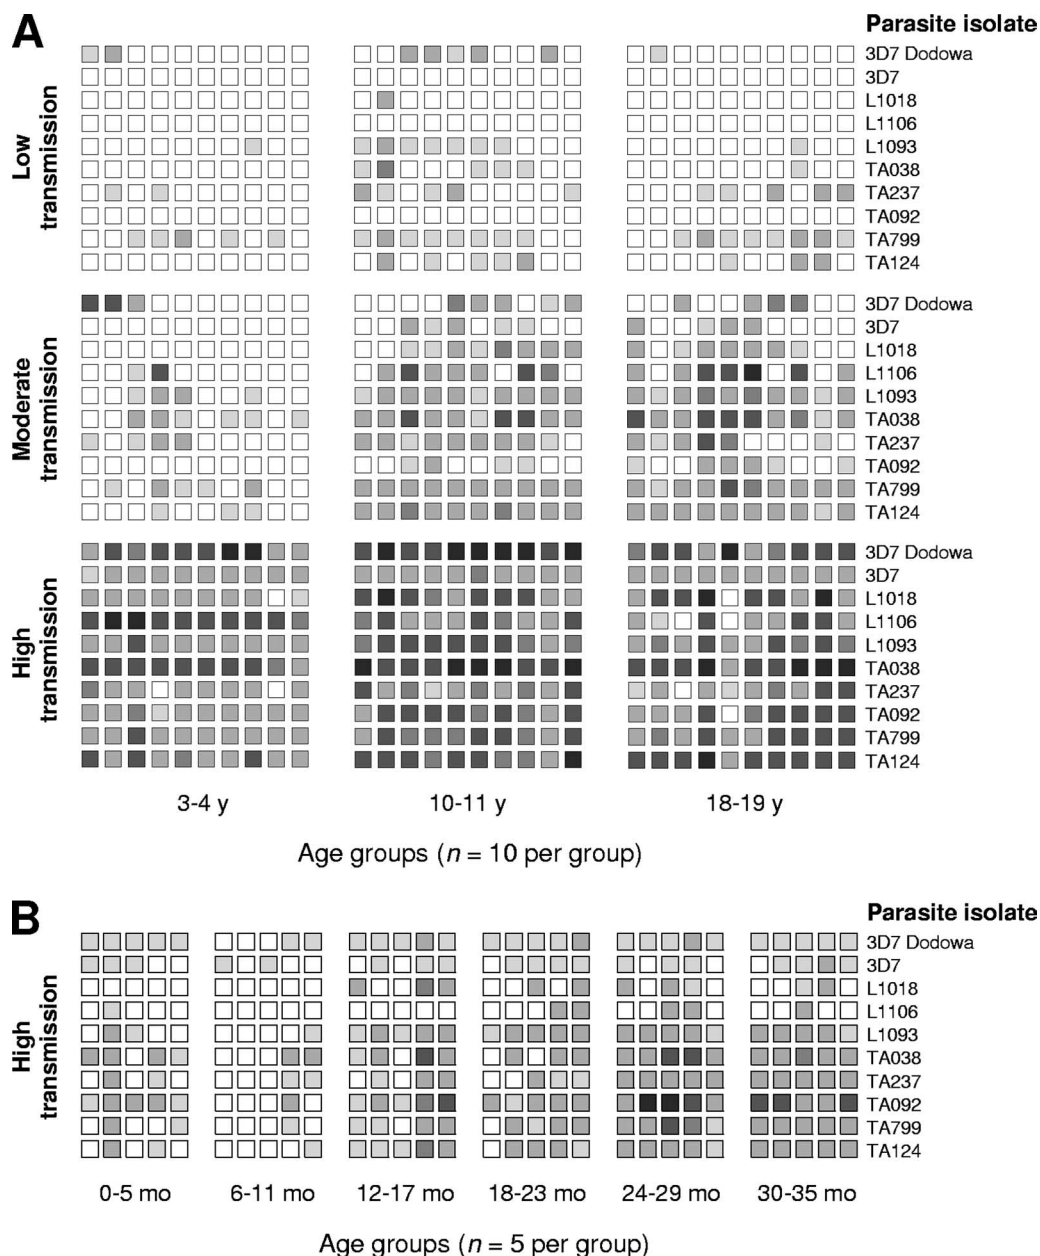 A
Parasite isolate
Low
transmission
3D7 Dodowa
3D7
L1018
L1106
L1093
TA038
TA237
TA092
TA799
TA124
Moderate
transmission
3D7 Dodowa
3D7
L1018
L1106
L1093
TA038
TA237
TA092
TA799
TA124
High
transmission
3D7 Dodowa
3D7
L1018
L1106
L1093
TA038
TA237
TA092
TA799
TA124
3-4 y 10-11 y 18-19 y
Age groups (n = 10 per group)
B
Parasite isolate
High
transmission
3D7 Dodowa
3D7
L1018
L1106
L1093
TA038
TA237
TA092
TA799
TA124
0-5 mo 6-11 mo 12-17 mo 18-23 mo 24-29 mo 30-35 mo
Age groups (n = 5 per group)